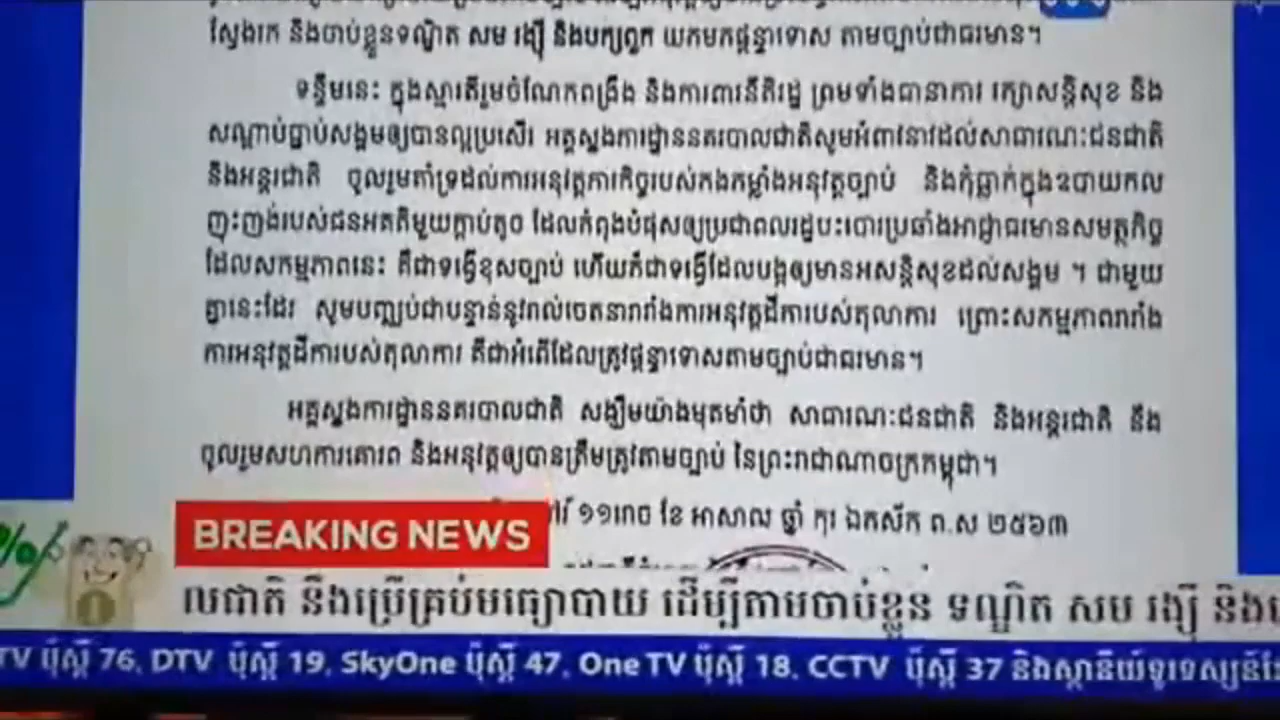 ស្វែងរក និងចាប់ខ្លួនទណ្ឌិត សម រង្ស៊ី និងបក្សពួក យកមកផ្តន្ទាទោស តាមច្បាប់ជាធរមាន។
ទន្ទឹមនេះ ក្នុងស្មារតីរួមចំណែកពង្រឹង និងការពារនីតិរដ្ឋ ព្រមទាំងធានាការ រក្សាសន្តិសុខ និង
សណ្តាប់ធ្នាប់សង្គមឲ្យបានល្អប្រសើរ អគ្គស្នងការដ្ឋាននគរបាលជាតិសូមអំពាវនាវដល់សាធារណៈជនជាតិ
និងអន្តរជាតិ ចូលរួមគាំទ្រដល់ការអនុវត្តភារកិច្ចរបស់កងកម្លាំងអនុវត្តច្បាប់ និងកុំធ្លាក់ក្នុងឧបាយកល
ញុះញង់របស់ជនអគតិមួយក្តាប់តូច ដែលកំពុងបំផុសឲ្យប្រជាពលរដ្ឋបះបោរប្រឆាំងអាជ្ញាធរមានសមត្ថកិច្ច
ដែលសកម្មភាពនេះ គឺជាទង្វើខុសច្បាប់ ហើយក៏ជាទង្វើដែលបង្កឲ្យមានអសន្តិសុខដល់សង្គម ។ ជាមួយ
គ្នានេះដែរ សូមបញ្ឈប់ជាបន្ទាន់នូវរាល់ចេតនារារាំងការអនុវត្តដីការបស់តុលាការ ព្រោះសកម្មភាពរារាំង
ការអនុវត្តដីការបស់តុលាការ គឺជាអំពើដែលត្រូវផ្តន្ទាទោសតាមច្បាប់ជាធរមាន។
អគ្គស្នងការដ្ឋាននគរបាលជាតិ សង្ឃឹមយ៉ាងមុតមាំថា សាធារណៈជនជាតិ និងអន្តរជាតិ នឹង
ចូលរួមសហការគោរព និងអនុវត្តឲ្យបានត្រឹមត្រូវតាមច្បាប់ នៃព្រះរាជាណាចក្រកម្ពុជា។
១១រោច ខែ អាសាឍ ឆ្នាំ កុរ ឯកស័ក ព.ស ២៥៦៣
BREAKING NEWS
លជាតិ នឹងប្រើគ្រប់មធ្យោបាយ ដើម្បីតាមចាប់ខ្លួន ទណ្ឌិត សម រង្ស៊ី និង
TV ប៉ុស្តិ៍ 76, DTV ប៉ុស្តិ៍ 19, SkyOne ប៉ុស្តិ៍ 47, One TV ប៉ុស្តិ៍ 18, CCTV ប៉ុស្តិ៍ 37 និងស្ថានីយ៍ទូរទស្សន៍